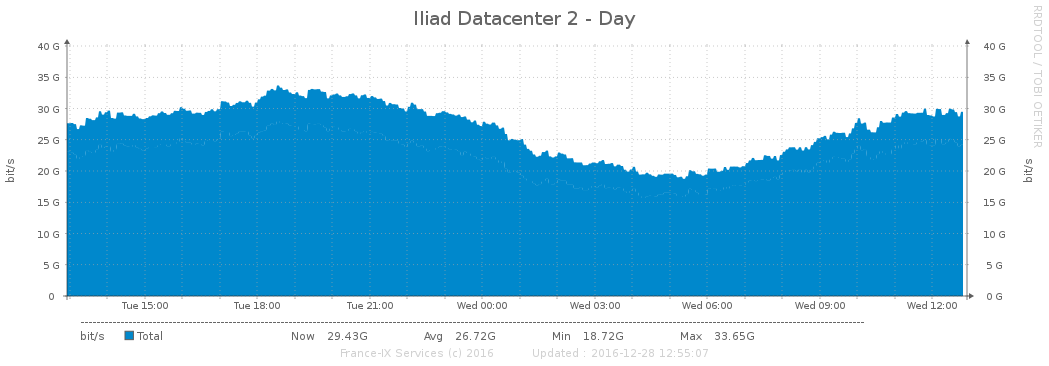 Iliad Datacenter 2 - Day
RRDTOOL / TOBI OETIKER
40 G 40 G
35 G 35 G
30 G 30 G
25 G 25 G
20 G 20 G
15 G 15 G
10 G 10 G
5 G 5 G
0 0 G
bit/s bit/s
Tue 15:00 Tue 18:00 Tue 21:00 Wed 00:00 Wed 03:00 Wed 06:00 Wed 09:00 Wed 12:00
bit/s Total Now 29.43G Avg 26.72G Min 18.72G Max 33.65G
France-IX Services (c) 2016 Updated : 2016-12-28 12:55:07